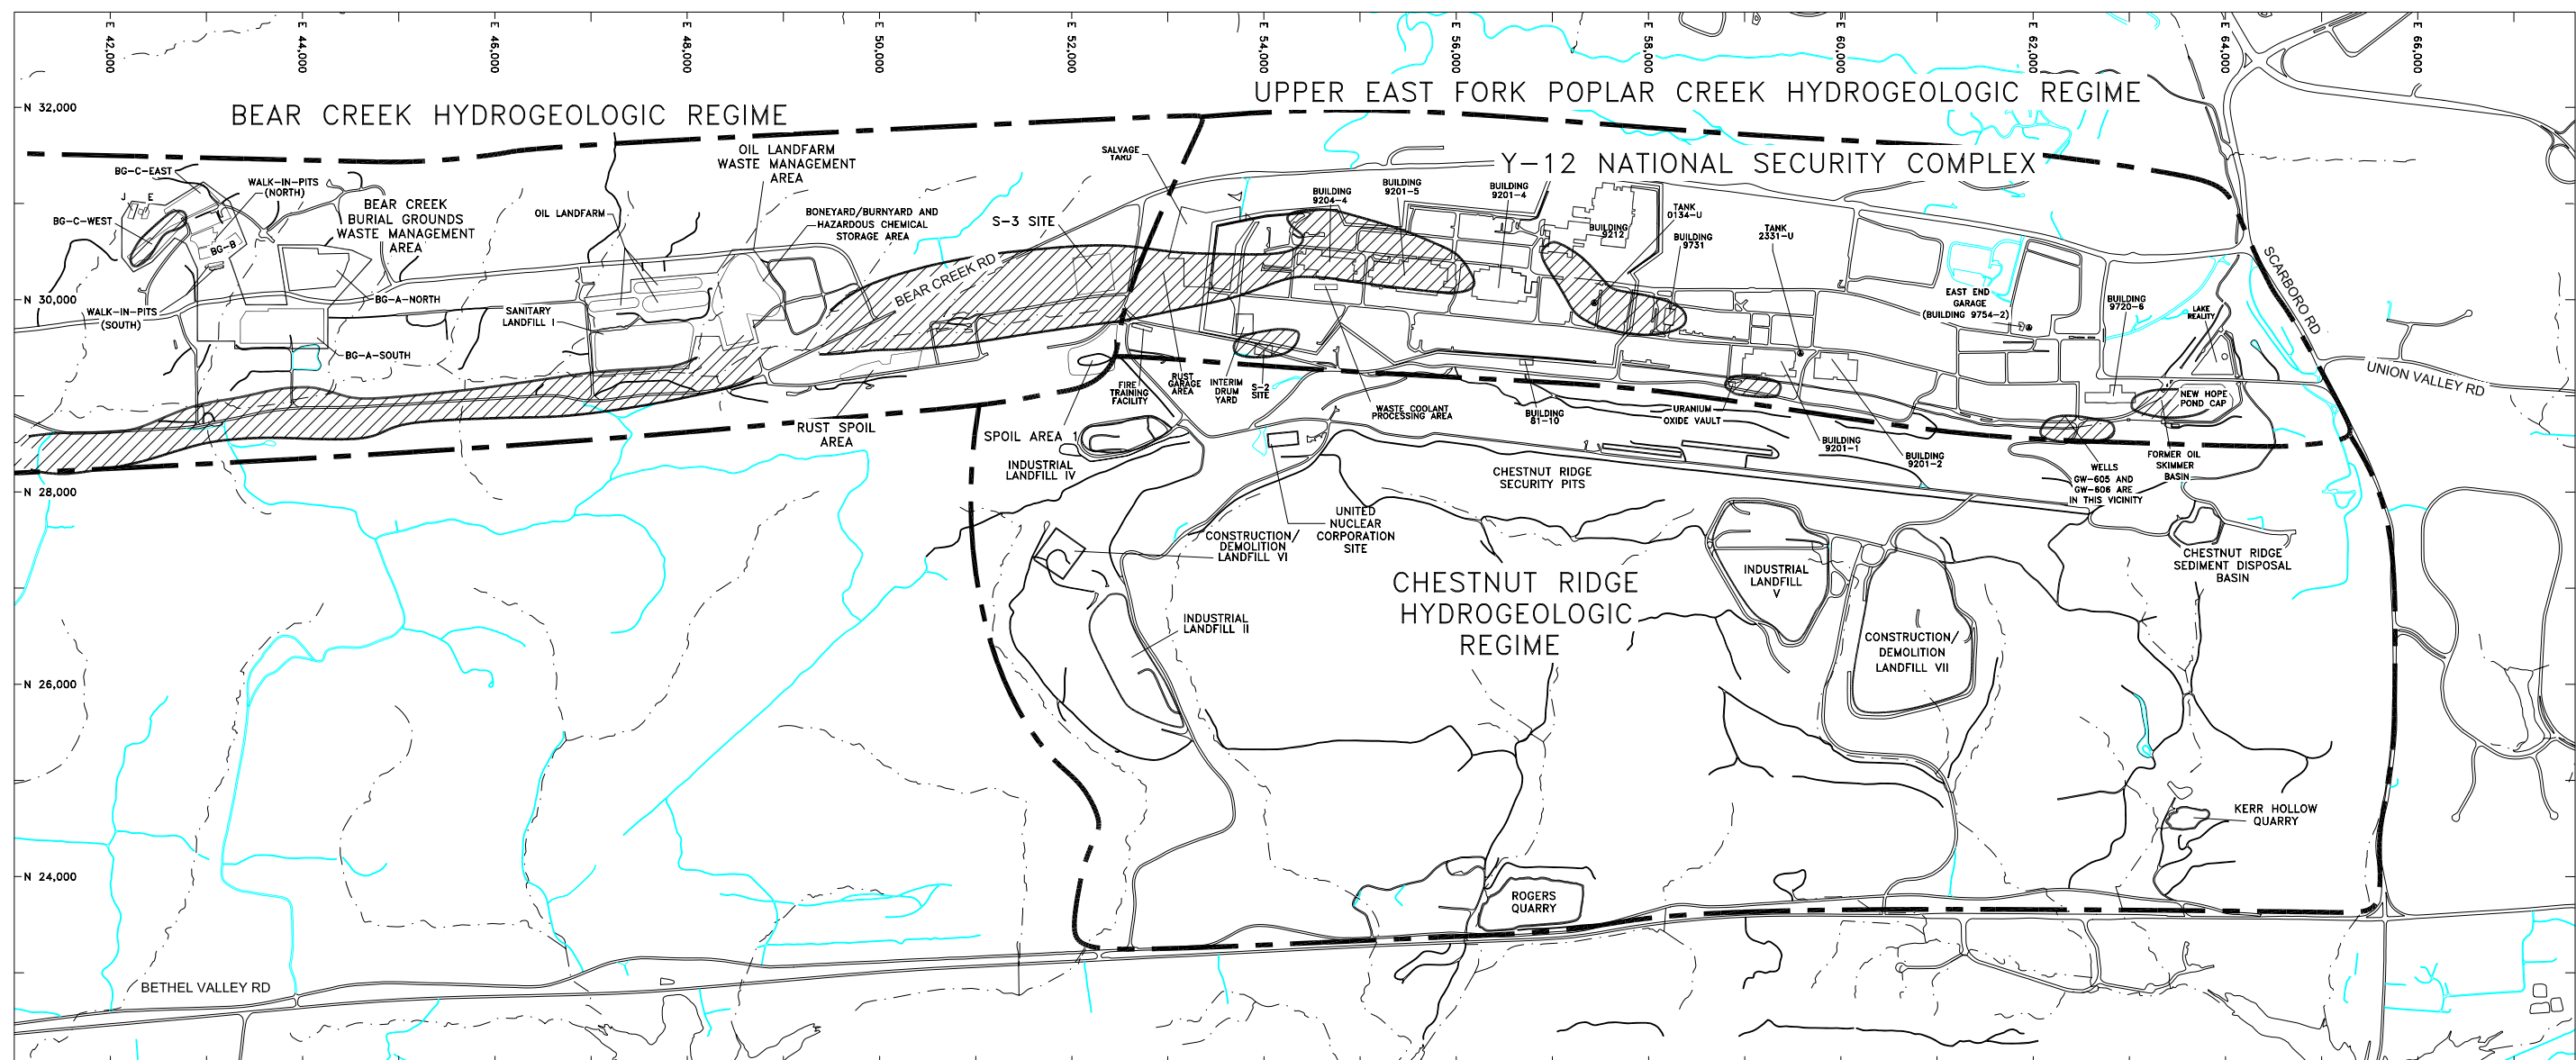 E 42,000
E 44,000
E 46,000
E 48,000
E 50,000
E 52,000
E 54,000
E 56,000
E 58,000
E 60,000
E 62,000
E 64,000
E 66,000
N 32,000
N 30,000
N 28,000
N 26,000
N 24,000
BEAR CREEK HYDROGEOLOGIC REGIME
UPPER EAST FORK POPLAR CREEK HYDROGEOLOGIC REGIME
Y-12 NATIONAL SECURITY COMPLEX
BG-C-EAST
J
E
BG-C-WEST
WALK-IN-PITS
(NORTH)
BG-B
BEAR CREEK
BURIAL GROUNDS
WASTE MANAGEMENT
AREA
WALK-IN-PITS
(SOUTH)
BG-A-NORTH
BG-A-SOUTH
OIL LANDFARM
WASTE MANAGEMENT
AREA
OIL LANDFARM
SANITARY
LANDFILL I
BONEYARD/BURNYARD AND
HAZARDOUS CHEMICAL
STORAGE AREA
S-3 SITE
BEAR CREEK RD
SALVAGE
YARD
BUILDING
9204-4
BUILDING
9201-5
BUILDING
9201-4
BUILDING
9212
TANK
0134-U
BUILDING
9731
TANK
2331-U
EAST END
GARAGE
(BUILDING 9754-2)
BUILDING
9720-6
LAKE
REALITY
SCARBORO RD
UNION VALLEY RD
RUST SPOIL
AREA
SPOIL AREA 1
FIRE
TRAINING
FACILITY
RUST
GARAGE
AREA
INTERIM
DRUM
YARD
S-2
SITE
WASTE COOLANT
PROCESSING AREA
BUILDING
81-10
URANIUM
OXIDE VAULT
BUILDING
9201-1
BUILDING
9201-2
NEW HOPE
POND CAP
FORMER OIL
SKIMMER
BASIN
WELLS
GW-605 AND
GW-606 ARE
IN THIS VICINITY
INDUSTRIAL
LANDFILL IV
UNITED
NUCLEAR
CORPORATION
SITE
CHESTNUT RIDGE
SECURITY PITS
CONSTRUCTION/
DEMOLITION
LANDFILL VI
CHESTNUT RIDGE
HYDROGEOLOGIC
REGIME
INDUSTRIAL
LANDFILL
V
CHESTNUT RIDGE
SEDIMENT DISPOSAL
BASIN
INDUSTRIAL
LANDFILL II
CONSTRUCTION/
DEMOLITION
LANDFILL VII
KERR HOLLOW
QUARRY
ROGERS
QUARRY
BETHEL VALLEY RD